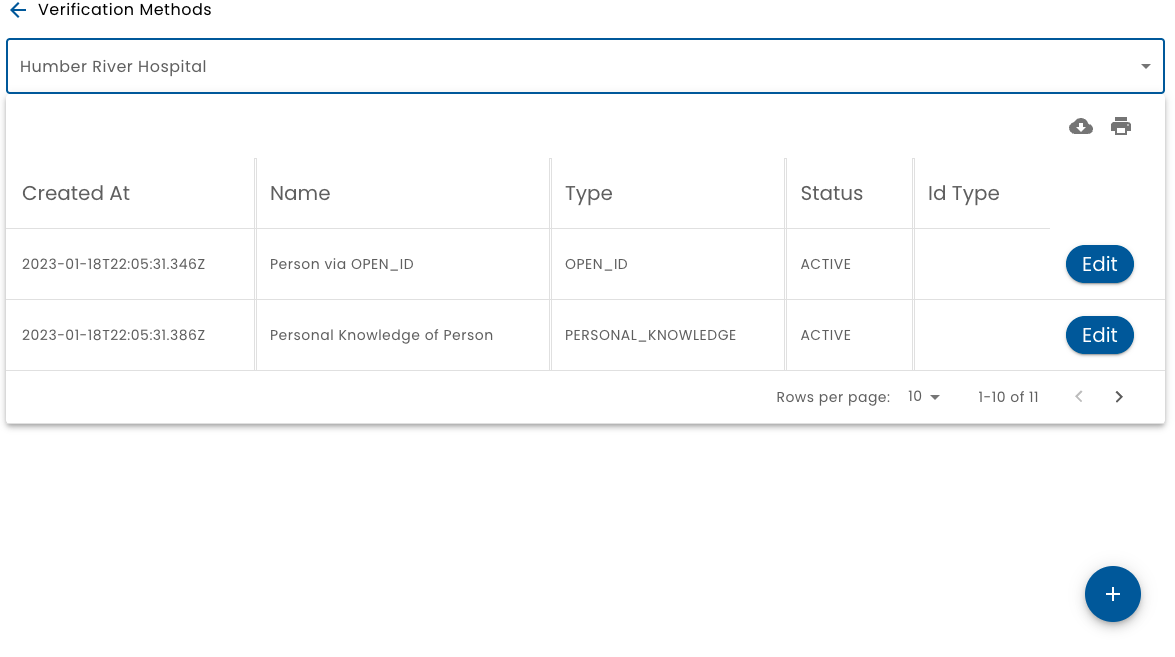 Verification Methods
Humber River Hospital
Created At Name Type Status Id Type
2023-01-18T22:05:31.346Z Person via OPEN_ID OPEN_ID ACTIVE Edit
2023-01-18T22:05:31.386Z Personal Knowledge of Person PERSONAL_KNOWLEDGE ACTIVE Edit
Rows per page: 10 1-10 of 11